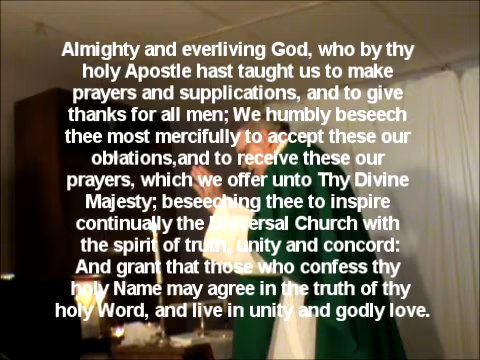 Almighty and everliving God, who by thy
holy Apostle hast taught us to make
prayers and supplications, and to give
thanks for all men; We humbly beseech
thee most mercifully to accept these our
oblations,and to receive these our
prayers, which we offer unto Thy Divine
Majesty; beseeching thee to inspire
continually the Universal Church with
the spirit of truth, unity and concord:
And grant that those who confess thy
holy Name may agree in the truth of thy
holy Word, and live in unity and godly love.